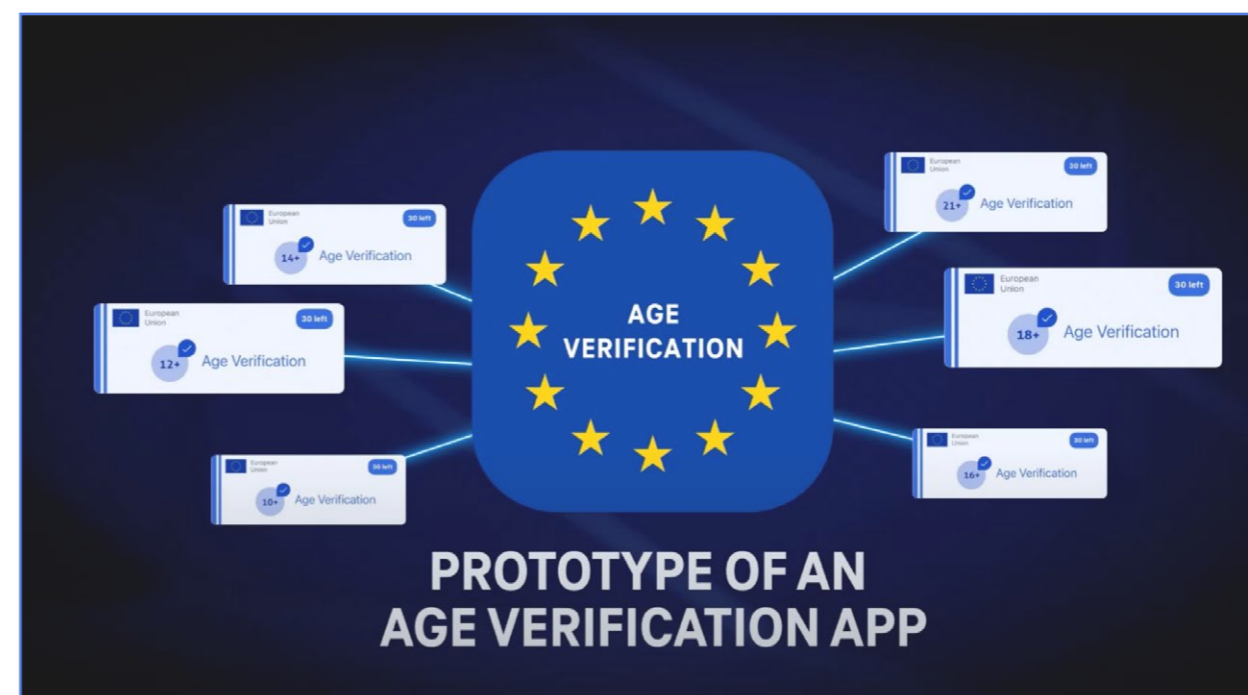 European
Union
30 left
14+
Age Verification
European
Union
30 left
12+
Age Verification
European
Union
30 left
10+
Age Verification
AGE
VERIFICATION
European
Union
30 left
21+
Age Verification
European
Union
30 left
18+
Age Verification
European
Union
30 left
16+
Age Verification
PROTOTYPE OF AN
AGE VERIFICATION APP